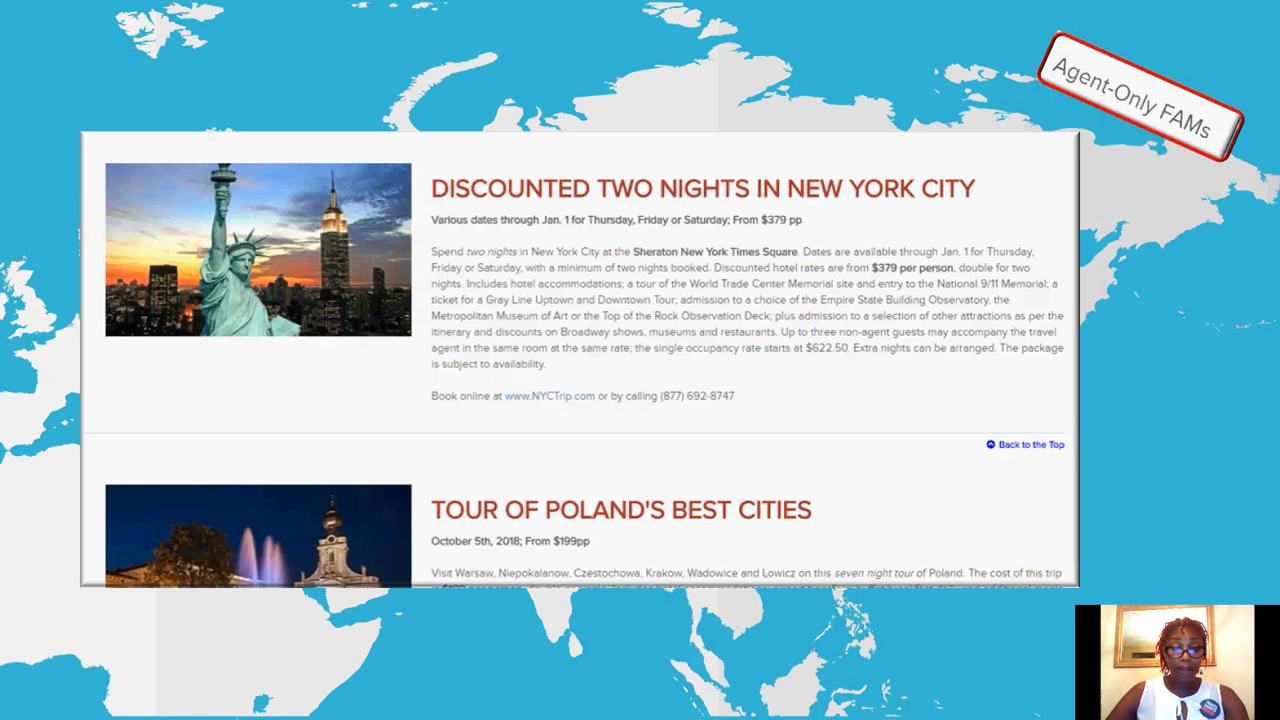 Agent-Only FAMs
DISCOUNTED TWO NIGHTS IN NEW YORK CITY
Various dates through Jan. 1 for Thursday, Friday or Saturday; From $379 pp
Spend two nights in New York City at the Sheraton New York Times Square. Dates are available through Jan. 1 for Thursday,
Friday or Saturday, with a minimum of two nights booked. Discounted hotel rates are from $379 per person, double for two
nights. Includes hotel accommodations; a tour of the World Trade Center Memorial site and entry to the National 9/11 Memorial; a
ticket for a Gray Line Uptown and Downtown Tour; admission to a choice of the Empire State Building Observatory, the
Metropolitan Museum of Art or the Top of the Rock Observation Deck; plus admission to a selection of other attractions as per the
itinerary and discounts on Broadway shows, museums and restaurants. Up to three non-agent guests may accompany the travel
agent in the same room at the same rate; the single occupancy rate starts at $622.50. Extra nights can be arranged. The package
is subject to availability.
Book online at www.NYCTrip.com or by calling (877) 692-8747
Back to the Top
TOUR OF POLAND'S BEST CITIES
October 5th, 2018; From $199pp
Visit Warsaw, Niepokalanow, Czestochowa, Krakow, Wadowice and Lowicz on this seven night tour of Poland. The cost of this trip